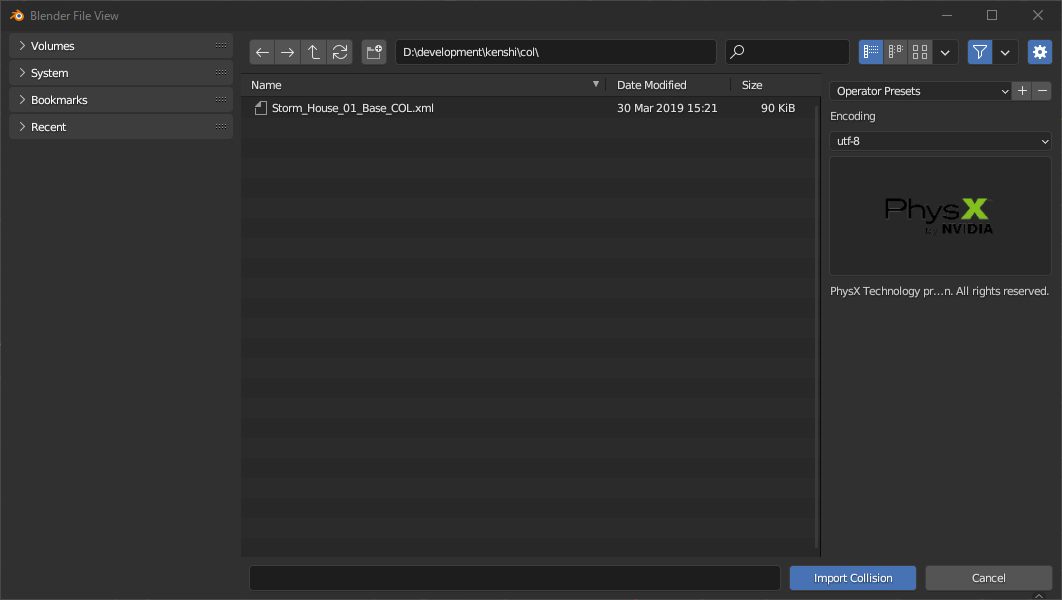 Blender File View
Volumes
System
Bookmarks
Recent
D:\development\kenshi\col\
Name Date Modified Size
Storm_House_01_Base_COL.xml 30 Mar 2019 15:21 90 KiB
Operator Presets
Encoding
utf-8
PhysX
by NVIDIA
PhysX Technology pr...n. All rights reserved.
Import Collision Cancel